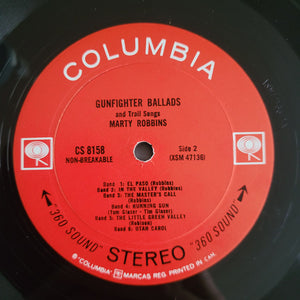 COLUMBIA
GUNFIGHTER BALLADS
and Trail Songs
MARTY ROBBINS
CS 8158
NON-BREAKABLE
Side 2
(XSM 47136)
Band 1: EL PASO (Robbins)
Band 2: IN THE VALLEY (Robbins)
Band 3: THE MASTER'S CALL
(Robbins)
Band 4: RUNNING GUN
(Tom Glaser - Tim Glaser)
Band 5: THE LITTLE GREEN VALLEY
(Robison)
Band 6: UTAH CAROL
"360 SOUND" STEREO "360 SOUND"
® "COLUMBIA" MARCAS REG. PRINTED IN CAN.